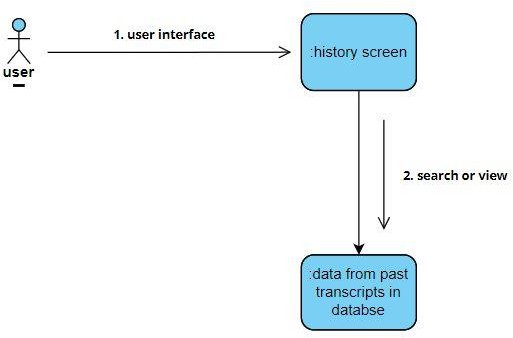 1. user interface
:history screen
user
2. search or view
:data from past
transcripts in
databse